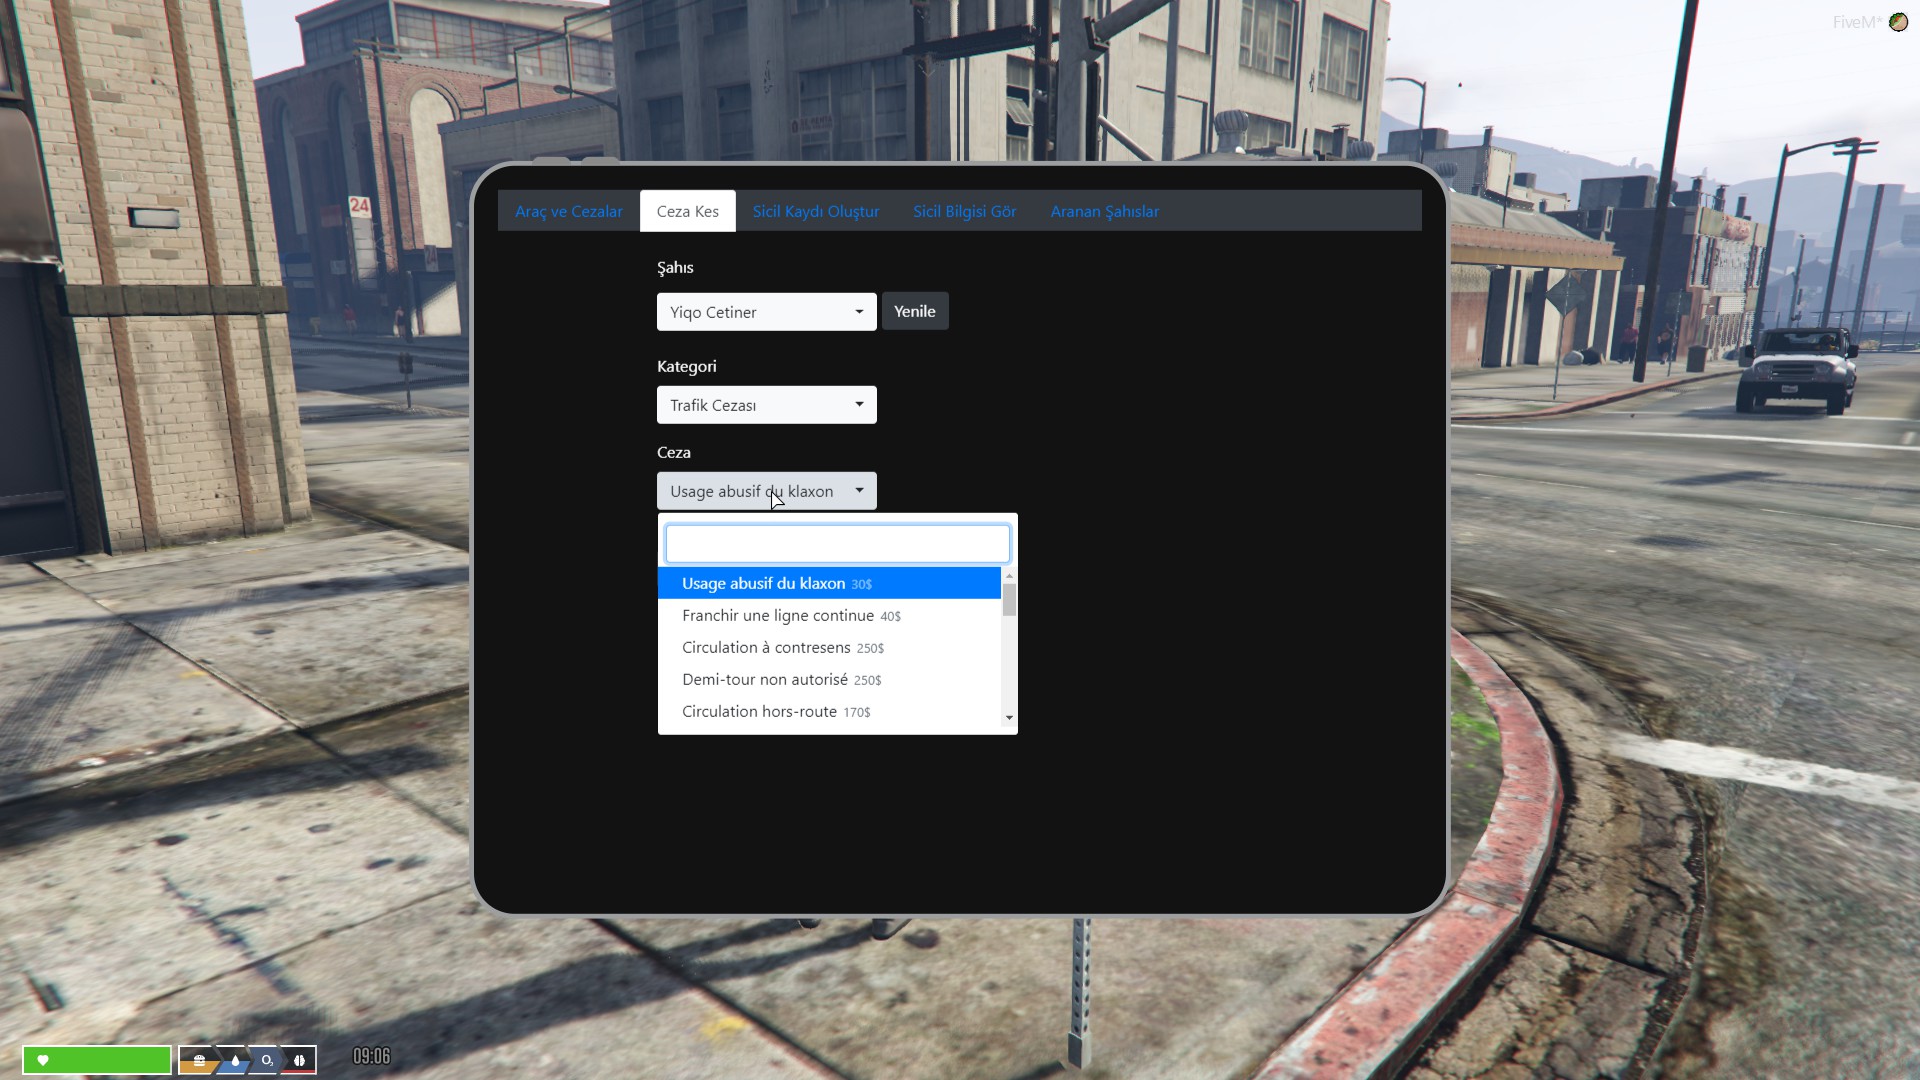 FiveM*
24
Araç ve Cezalar Ceza Kes Sicil Kaydı Oluştur Sicil Bilgisi Gör Aranan Şahıslar
Şahıs
Yiqo Cetiner Yenile
Kategori
Trafik Cezası
Ceza
Usage abusif du klaxon
Usage abusif du klaxon 30$
Franchir une ligne continue 40$
Circulation à contresens 250$
Demi-tour non autorisé 250$
Circulation hors-route 170$
O₂
09:06